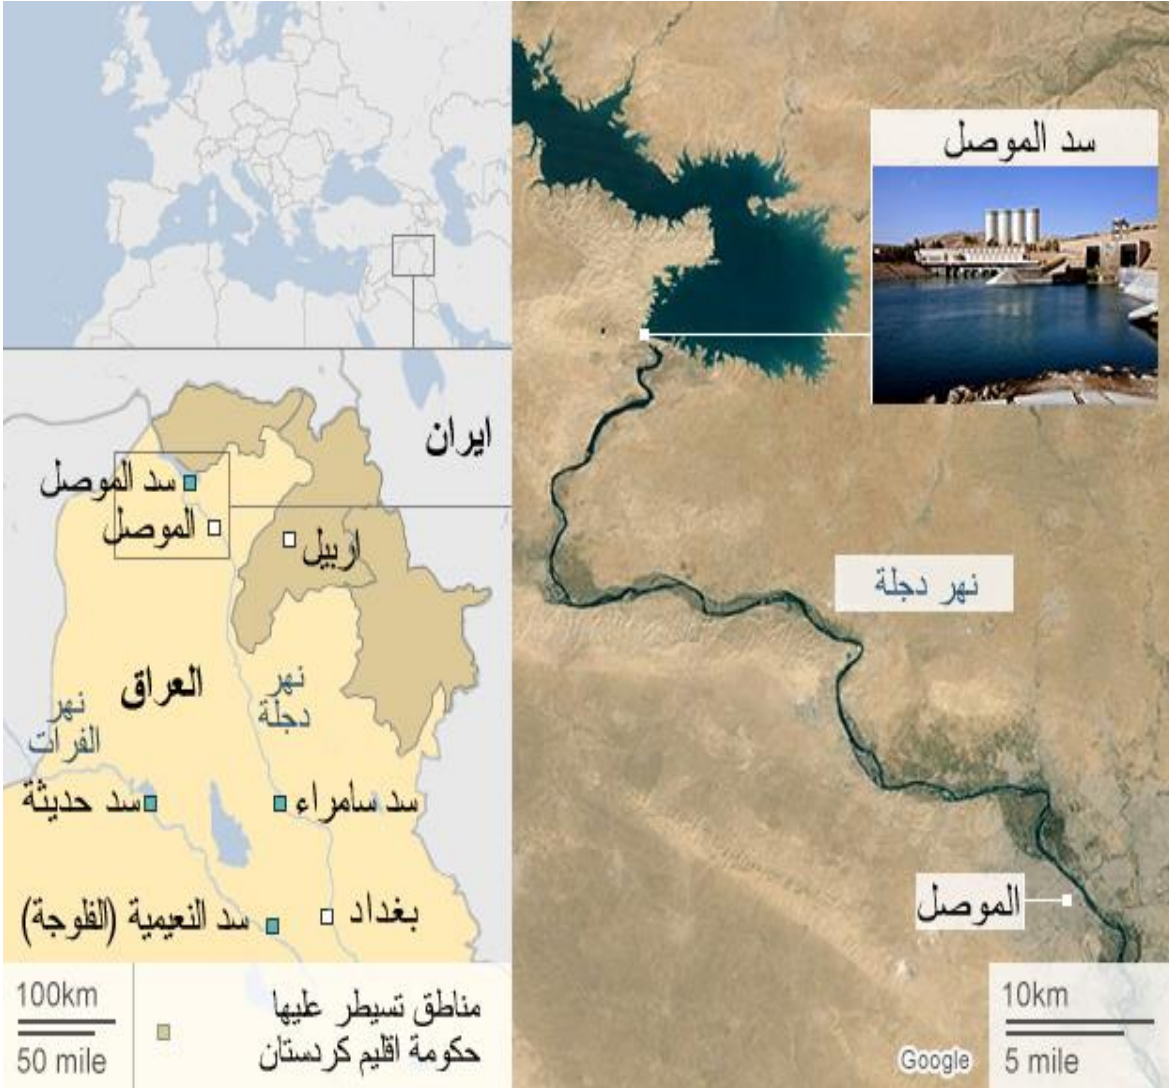 سد الموصل
ايران
سد الموصل
الموصل
اربيل
نهر دجلة
العراق
نهر
دجلة
نهر
الفرات
سد سامراء
سد حديثة
الموصل
بغداد
سد النعيمية (الفلوجة)
100km
50 mile
مناطق تسيطر عليها
حكومة اقليم كردستان
10km
5 mile
Google